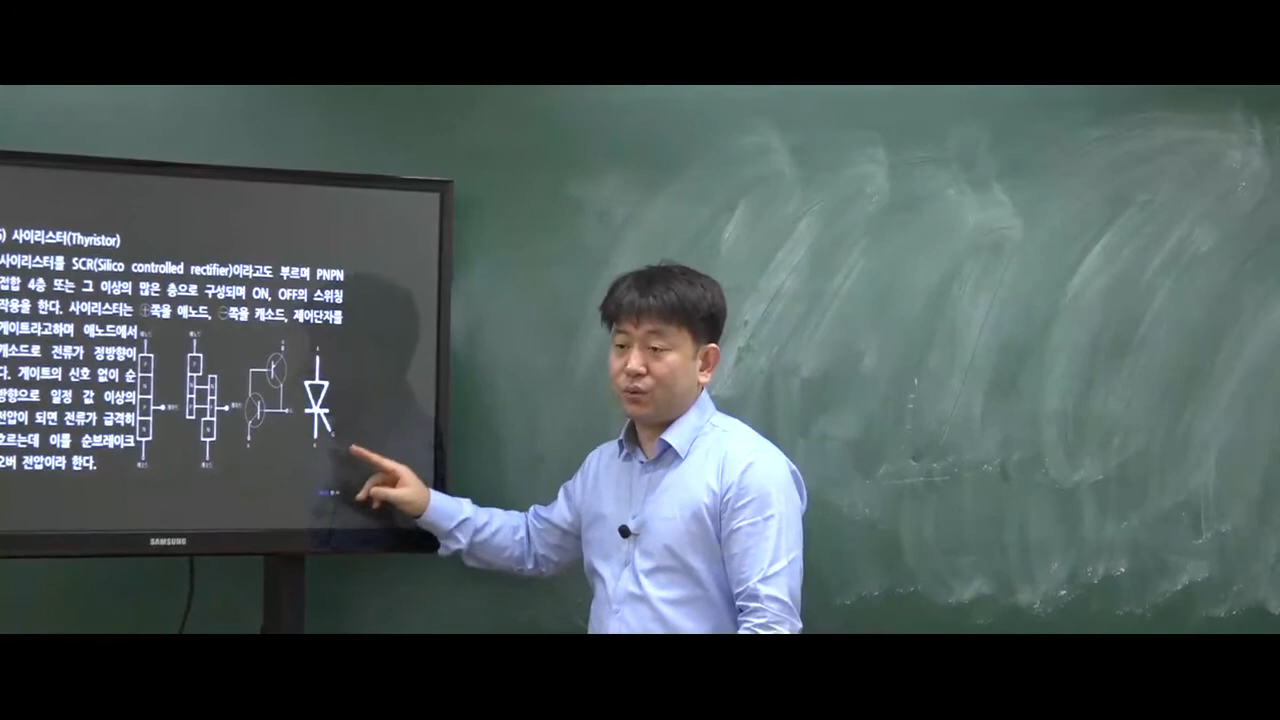 5) 사이리스터(Thyristor)
사이리스터를 SCR(Silico controlled rectifier)이라고도 부르며 PNPN
접합 4층 또는 그 이상의 많은 층으로 구성되며 ON, OFF의 스위칭
작용을 한다. 사이리스터는 ⊕쪽을 애노드, ⊖쪽을 캐소드, 제어단자를
게이트라고하며 애노드에서
캐소드로 전류가 정방향이
다. 게이트의 신호 없이 순
방향으로 일정 값 이상의
전압이 되면 전류가 급격히
흐르는데 이를 순브레이크
오버 전압이라 한다.
SAMSUNG